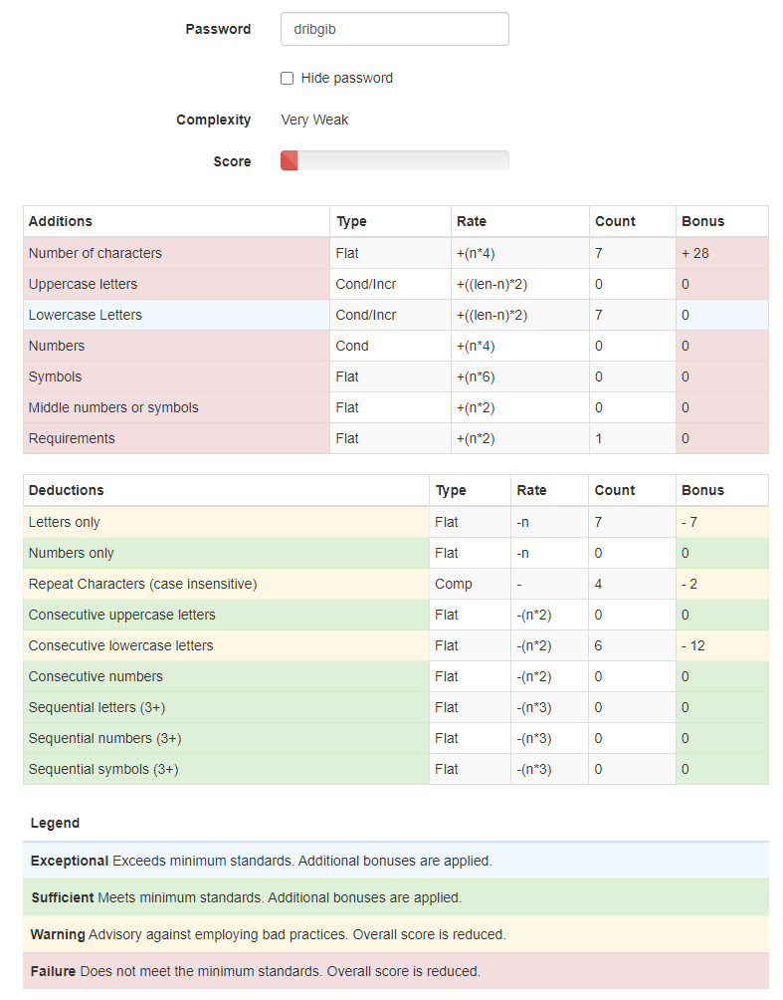 Password dribgib
Hide password
Complexity Very Weak
Score
Additions Type Rate Count Bonus
Number of characters Flat +(n*4) 7 + 28
Uppercase letters Cond/Incr +((len-n)*2) 0 0
Lowercase Letters Cond/Incr +((len-n)*2) 7 0
Numbers Cond +(n*4) 0 0
Symbols Flat +(n*6) 0 0
Middle numbers or symbols Flat +(n*2) 0 0
Requirements Flat +(n*2) 1 0
Deductions Type Rate Count Bonus
Letters only Flat -n 7 - 7
Numbers only Flat -n 0 0
Repeat Characters (case insensitive) Comp - 4 - 2
Consecutive uppercase letters Flat -(n*2) 0 0
Consecutive lowercase letters Flat -(n*2) 6 - 12
Consecutive numbers Flat -(n*2) 0 0
Sequential letters (3+) Flat -(n*3) 0 0
Sequential numbers (3+) Flat -(n*3) 0 0
Sequential symbols (3+) Flat -(n*3) 0 0
Legend
Exceptional Exceeds minimum standards. Additional bonuses are applied.
Sufficient Meets minimum standards. Additional bonuses are applied.
Warning Advisory against employing bad practices. Overall score is reduced.
Failure Does not meet the minimum standards. Overall score is reduced.